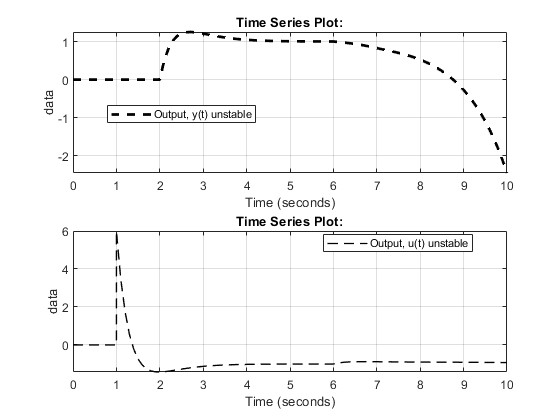 Time Series Plot:
1
0
-1
-2
data
Output, y(t) unstable
0 1 2 3 4 5 6 7 8 9 10
Time (seconds)
Time Series Plot:
6
4
2
0
data
Output, u(t) unstable
0 1 2 3 4 5 6 7 8 9 10
Time (seconds)